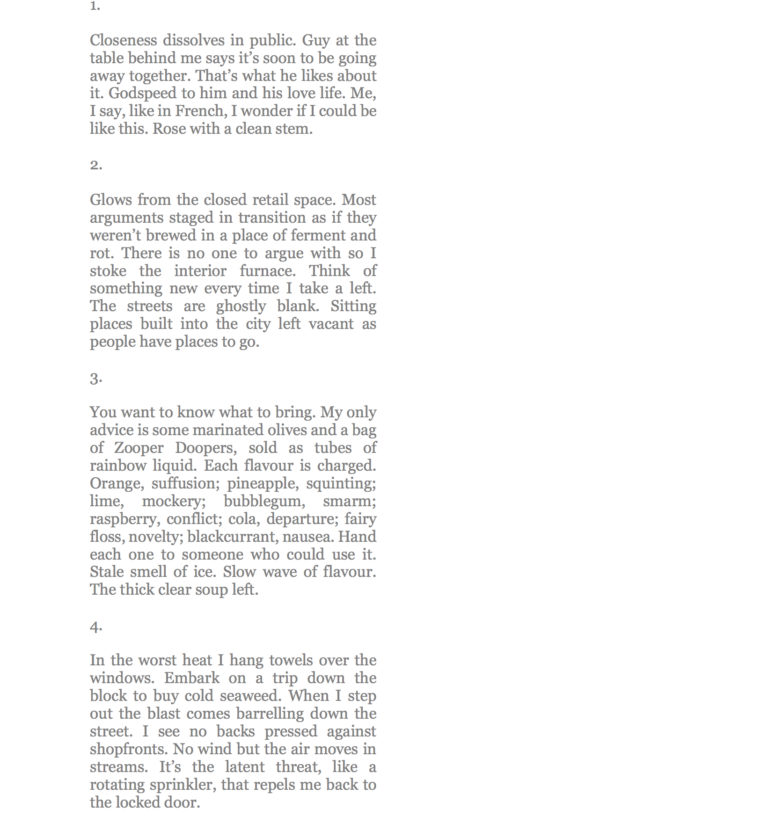 1.
Closeness dissolves in public. Guy at the
table behind me says it’s soon to be going
away together. That’s what he likes about
it. Godspeed to him and his love life. Me,
I say, like in French, I wonder if I could be
like this. Rose with a clean stem.
2.
Glows from the closed retail space. Most
arguments staged in transition as if they
weren’t brewed in a place of ferment and
rot. There is no one to argue with so I
stoke the interior furnace. Think of
something new every time I take a left.
The streets are ghostly blank. Sitting
places built into the city left vacant as
people have places to go.
3.
You want to know what to bring. My only
advice is some marinated olives and a bag
of Zooper Doopers, sold as tubes of
rainbow liquid. Each flavour is charged.
Orange, suffusion; pineapple, squinting;
lime, mockery; bubblegum, smarm;
raspberry, conflict; cola, departure; fairy
floss, novelty; blackcurrant, nausea. Hand
each one to someone who could use it.
Stale smell of ice. Slow wave of flavour.
The thick clear soup left.
4.
In the worst heat I hang towels over the
windows. Embark on a trip down the
block to buy cold seaweed. When I step
out the blast comes barrelling down the
street. I see no backs pressed against
shopfronts. No wind but the air moves in
streams. It’s the latent threat, like a
rotating sprinkler, that repels me back to
the locked door.